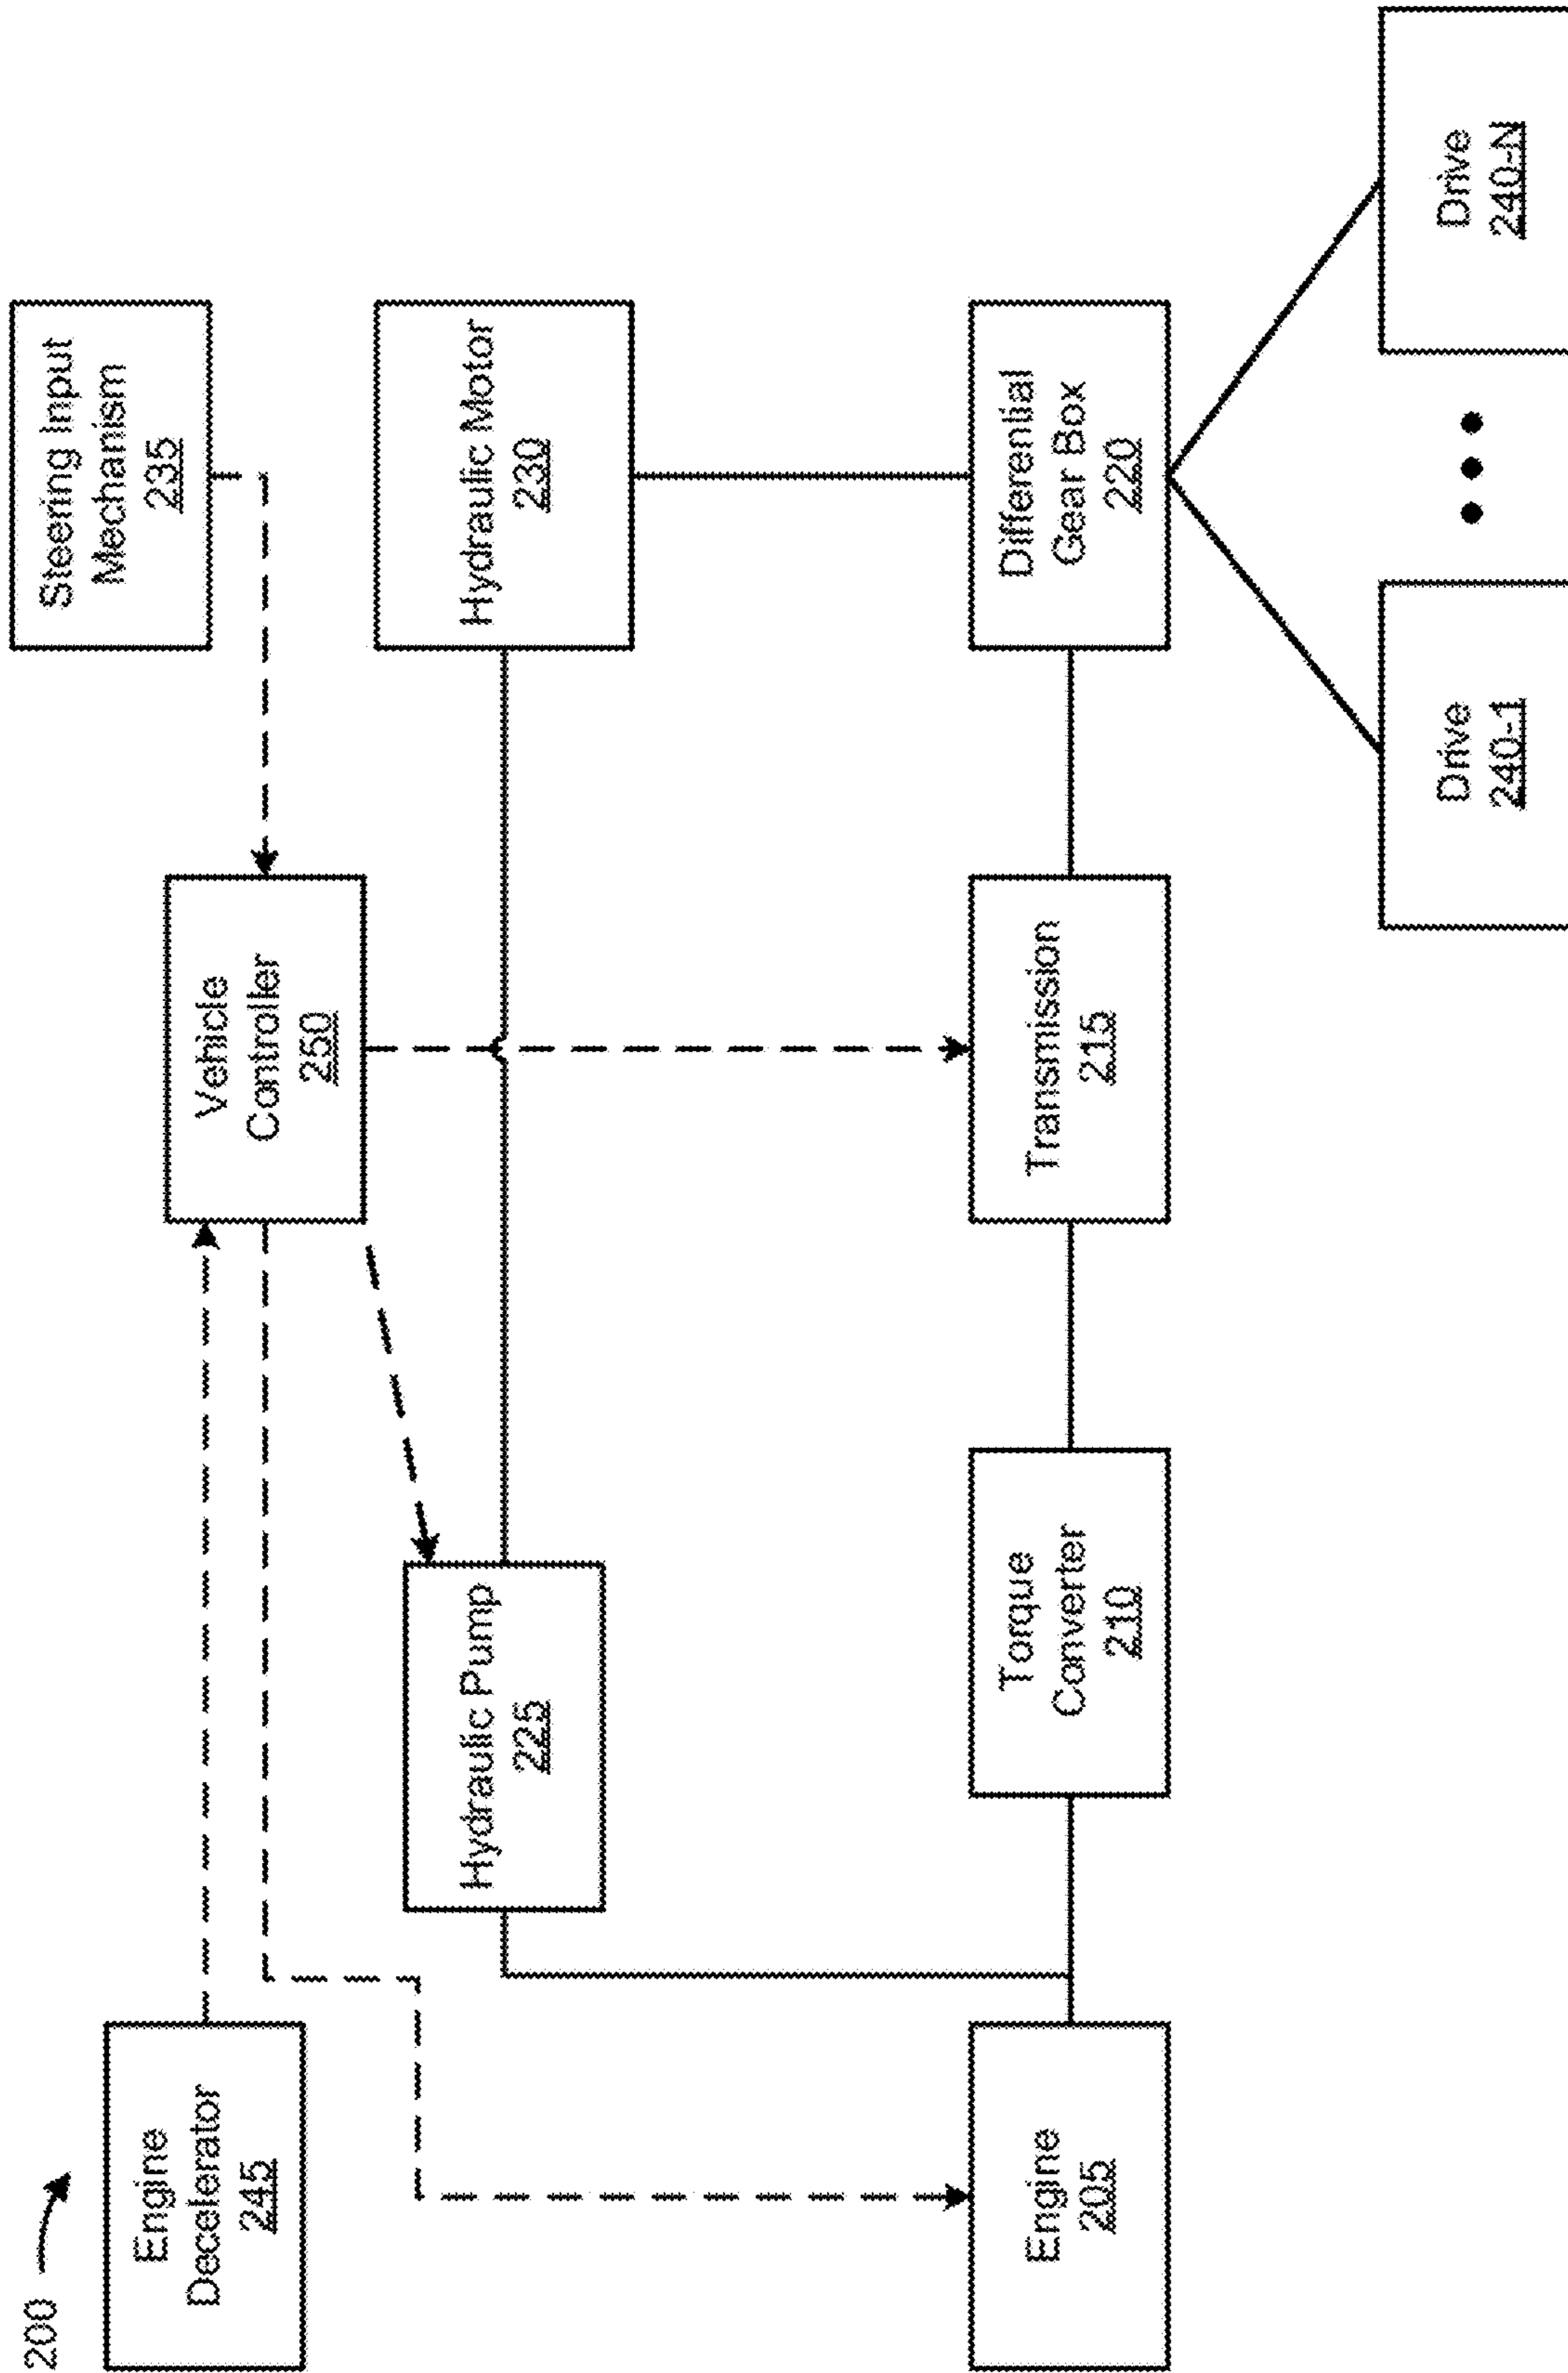 200
Engine
Decelerator
245
Vehicle
Controller
250
Steering Input
Mechanism
235
Hydraulic Pump
225
Hydraulic Motor
230
Engine
205
Torque
Converter
210
Transmission
215
Differential
Gear Box
220
Drive
240-1
Drive
240-N